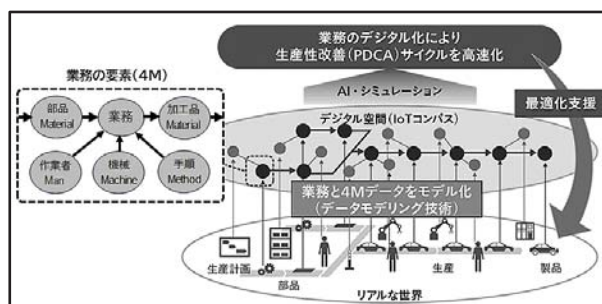 業務のデジタル化により
生産性改善(PDCA)サイクルを高速化
業務の要素(4M)
AI・シミュレーション
最適化支援
部品
Material
業務
加工品
Material
デジタル空間(IoTコンパス)
作業者
Man
機械
Machine
手順
Method
業務と4Mデータをモデル化
(データモデリング技術)
生産計画
部品
生産
製品
リアルな世界